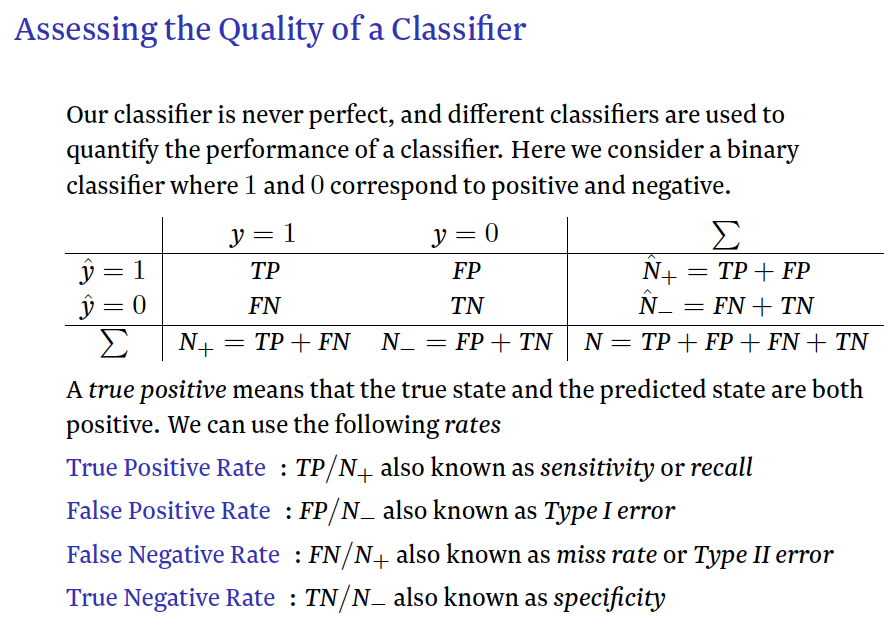 Assessing the Quality of a Classifier
Our classifier is never perfect, and different classifiers are used to
quantify the performance of a classifier. Here we consider a binary
classifier where 1 and 0 correspond to positive and negative.
y = 1 y = 0 ∑
ŷ = 1 TP FP N̂₊ = TP + FP
ŷ = 0 FN TN N̂₋ = FN + TN
∑ N₊ = TP + FN N₋ = FP + TN N = TP + FP + FN + TN
A true positive means that the true state and the predicted state are both
positive. We can use the following rates
True Positive Rate : TP/N₊ also known as sensitivity or recall
False Positive Rate : FP/N₋ also known as Type I error
False Negative Rate : FN/N₊ also known as miss rate or Type II error
True Negative Rate : TN/N₋ also known as specificity